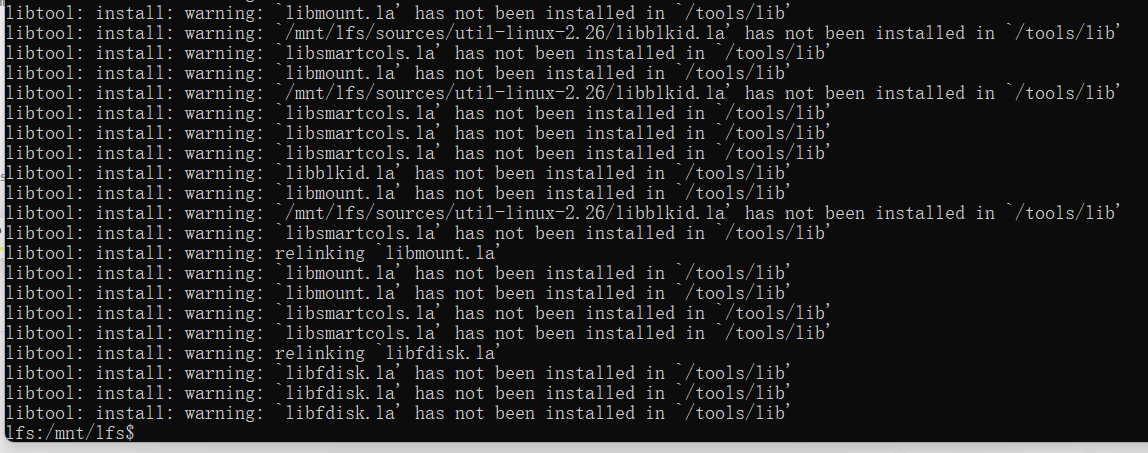 libtool: install: warning: `libmount.la' has not been installed in `/tools/lib'
libtool: install: warning: `/mnt/lfs/sources/util-linux-2.26/libblkid.la' has not been installed in `/tools/lib'
libtool: install: warning: `libsmartcols.la' has not been installed in `/tools/lib'
libtool: install: warning: `libmount.la' has not been installed in `/tools/lib'
libtool: install: warning: `/mnt/lfs/sources/util-linux-2.26/libblkid.la' has not been installed in `/tools/lib'
libtool: install: warning: `libsmartcols.la' has not been installed in `/tools/lib'
libtool: install: warning: `libsmartcols.la' has not been installed in `/tools/lib'
libtool: install: warning: `libsmartcols.la' has not been installed in `/tools/lib'
libtool: install: warning: `libblkid.la' has not been installed in `/tools/lib'
libtool: install: warning: `libmount.la' has not been installed in `/tools/lib'
libtool: install: warning: `/mnt/lfs/sources/util-linux-2.26/libblkid.la' has not been installed in `/tools/lib'
libtool: install: warning: `libsmartcols.la' has not been installed in `/tools/lib'
libtool: install: warning: relinking `libmount.la'
libtool: install: warning: `libmount.la' has not been installed in `/tools/lib'
libtool: install: warning: `libmount.la' has not been installed in `/tools/lib'
libtool: install: warning: `libsmartcols.la' has not been installed in `/tools/lib'
libtool: install: warning: `libsmartcols.la' has not been installed in `/tools/lib'
libtool: install: warning: relinking `libfdisk.la'
libtool: install: warning: `libfdisk.la' has not been installed in `/tools/lib'
libtool: install: warning: `libfdisk.la' has not been installed in `/tools/lib'
libtool: install: warning: `libfdisk.la' has not been installed in `/tools/lib'
lfs:/mnt/lfs$